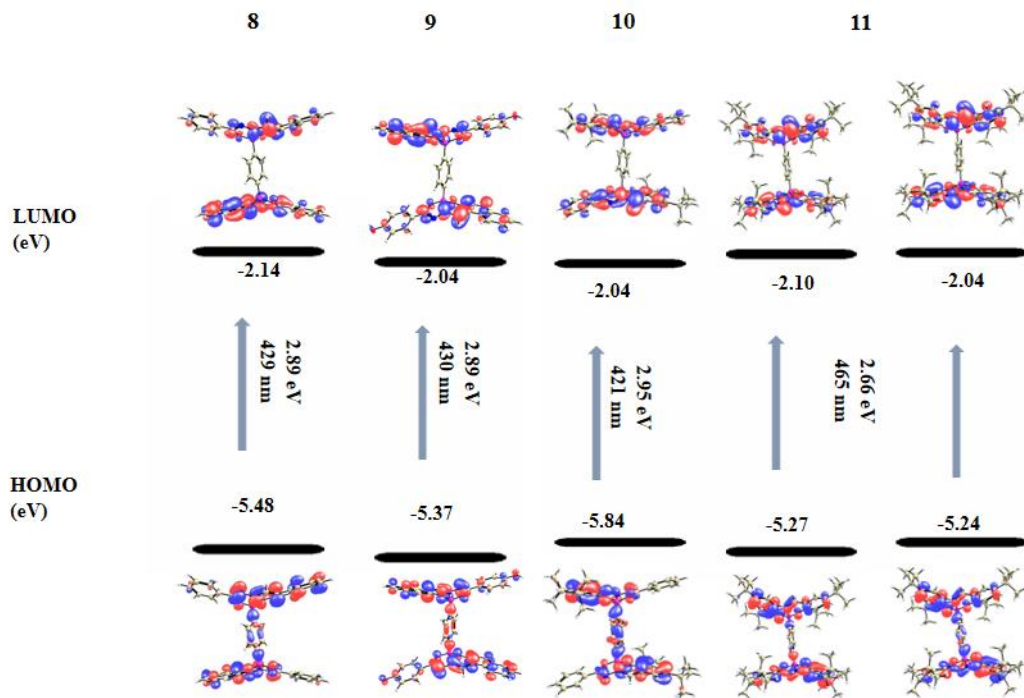 8 9 10 11
LUMO
(eV)
-2.14 -2.04 -2.04 -2.10 -2.04
2.89 eV
429 nm
2.89 eV
430 nm
2.95 eV
421 nm
2.66 eV
465 nm
HOMO
(eV)
-5.48 -5.37 -5.84 -5.27 -5.24